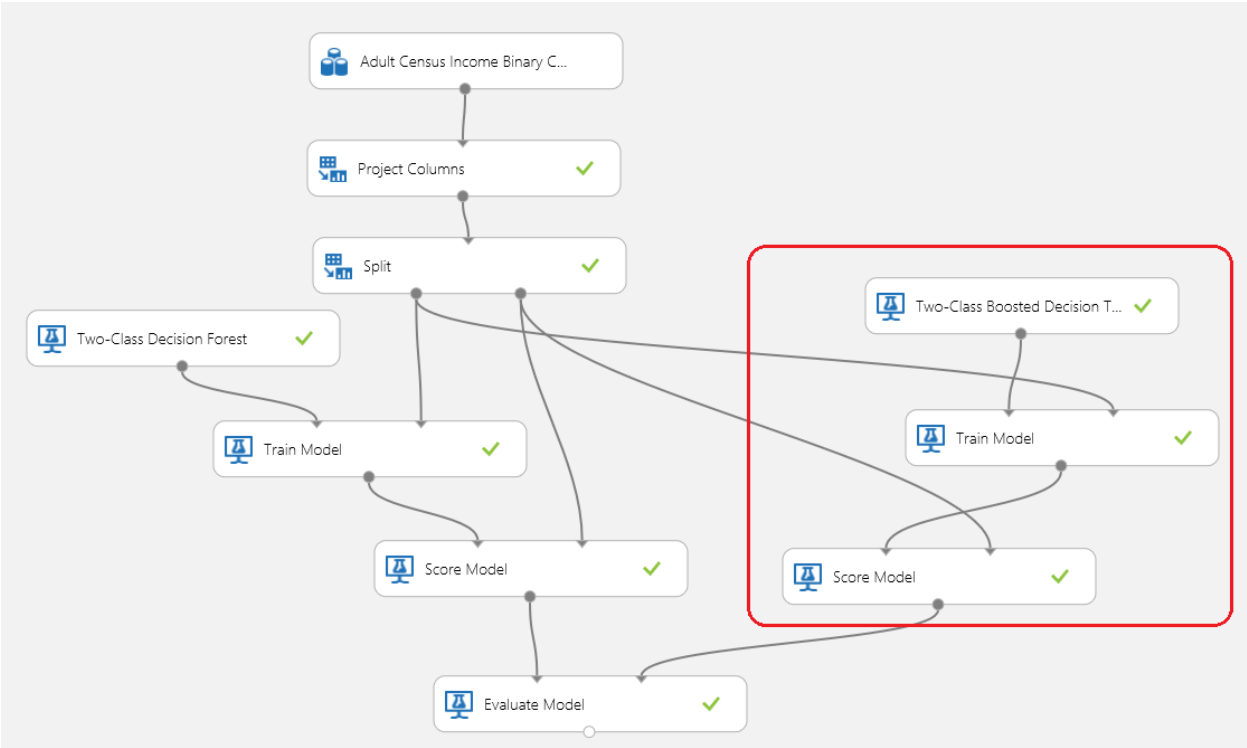 Adult Census Income Binary C...
Project Columns
Split
Two-Class Boosted Decision T...
Two-Class Decision Forest
Train Model
Train Model
Score Model
Score Model
Evaluate Model